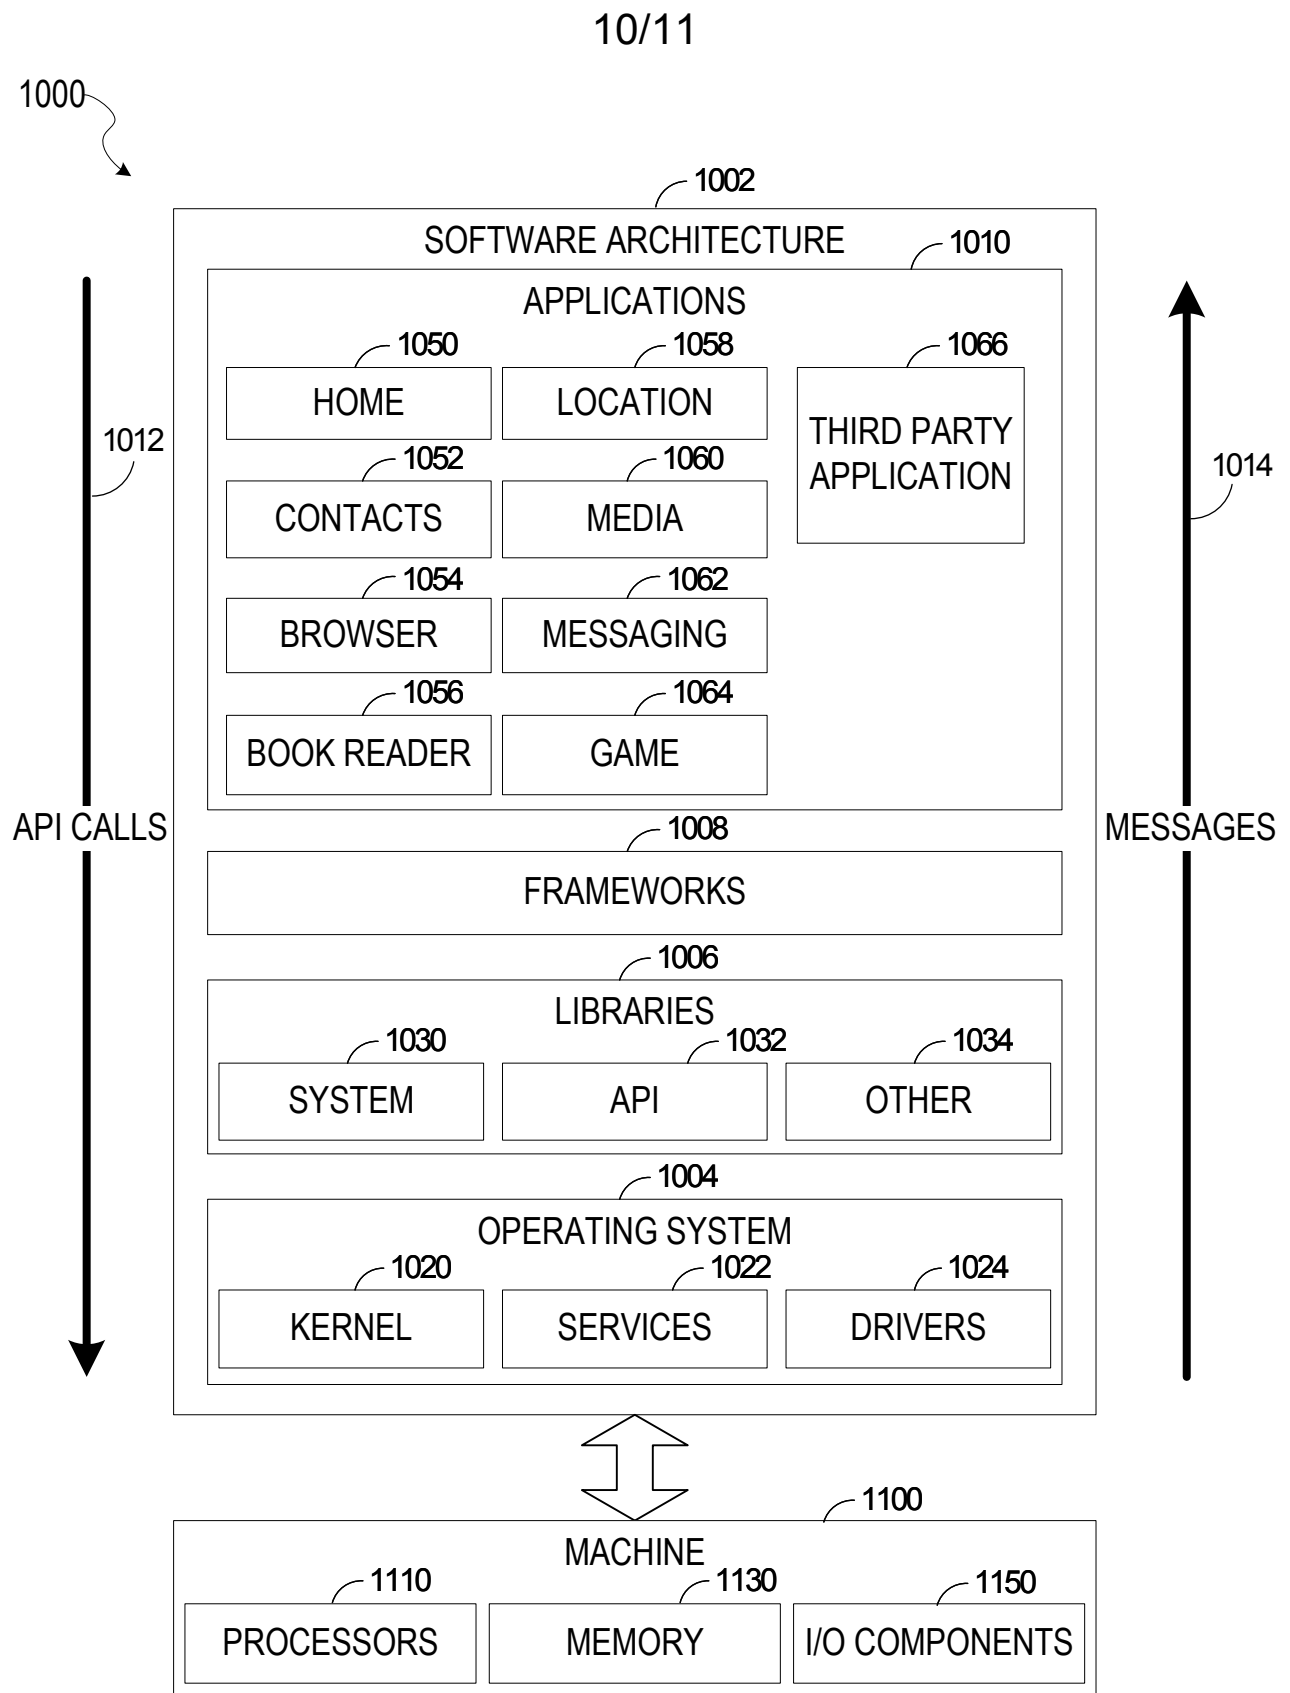 10/11
1000
1002
SOFTWARE ARCHITECTURE
1010
APPLICATIONS
1050
1058
1066
HOME
LOCATION
THIRD PARTY
APPLICATION
1012
1052
1060
1014
CONTACTS
MEDIA
1054
1062
BROWSER
MESSAGING
1056
1064
BOOK READER
GAME
API CALLS
MESSAGES
1008
FRAMEWORKS
1006
LIBRARIES
1030
1032
1034
SYSTEM
API
OTHER
1004
OPERATING SYSTEM
1020
1022
1024
KERNEL
SERVICES
DRIVERS
1100
MACHINE
1110
1130
1150
PROCESSORS
MEMORY
I/O COMPONENTS